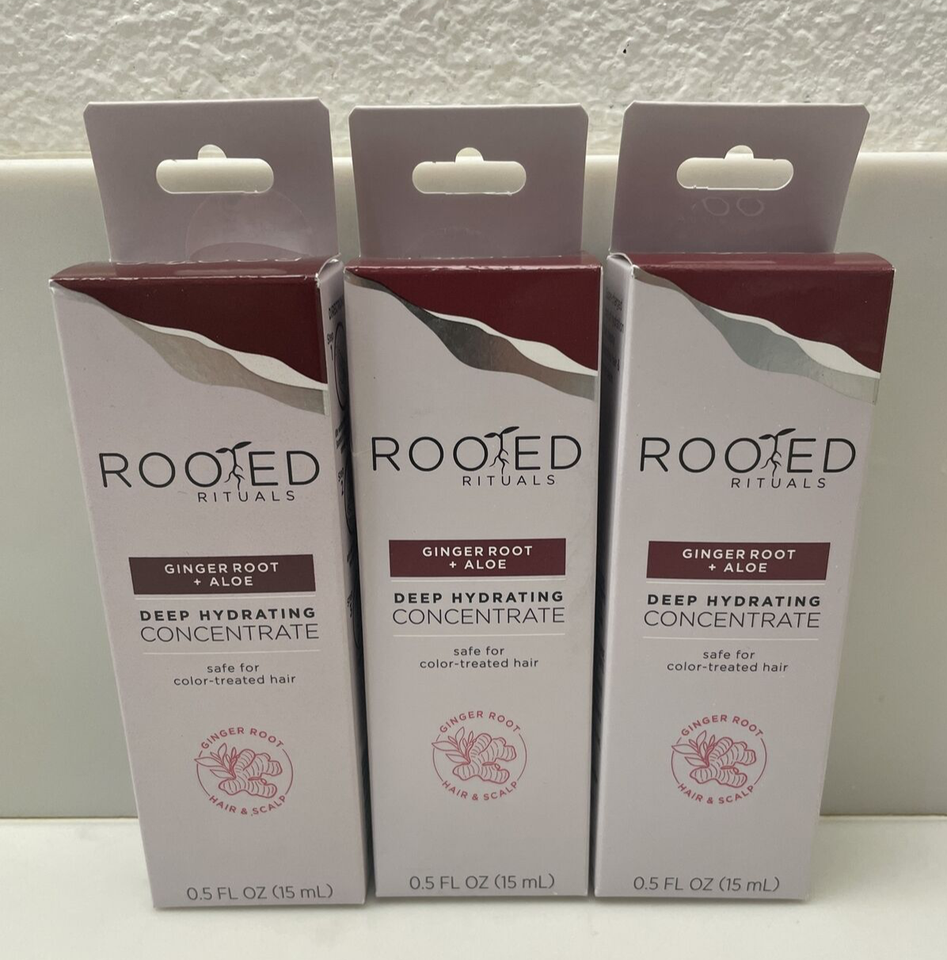 ROOTED
RITUALS
GINGER ROOT
+ ALOE
DEEP HYDRATING
CONCENTRATE
safe for
color-treated hair
GINGER ROOT
HAIR & SCALP
0.5 FL OZ (15 mL)
ROOTED
RITUALS
GINGER ROOT
+ ALOE
DEEP HYDRATING
CONCENTRATE
safe for
color-treated hair
GINGER ROOT
HAIR & SCALP
0.5 FL OZ (15 mL)
ROOTED
RITUALS
GINGER ROOT
+ ALOE
DEEP HYDRATING
CONCENTRATE
safe for
color-treated hair
GINGER ROOT
HAIR & SCALP
0.5 FL OZ (15 mL)